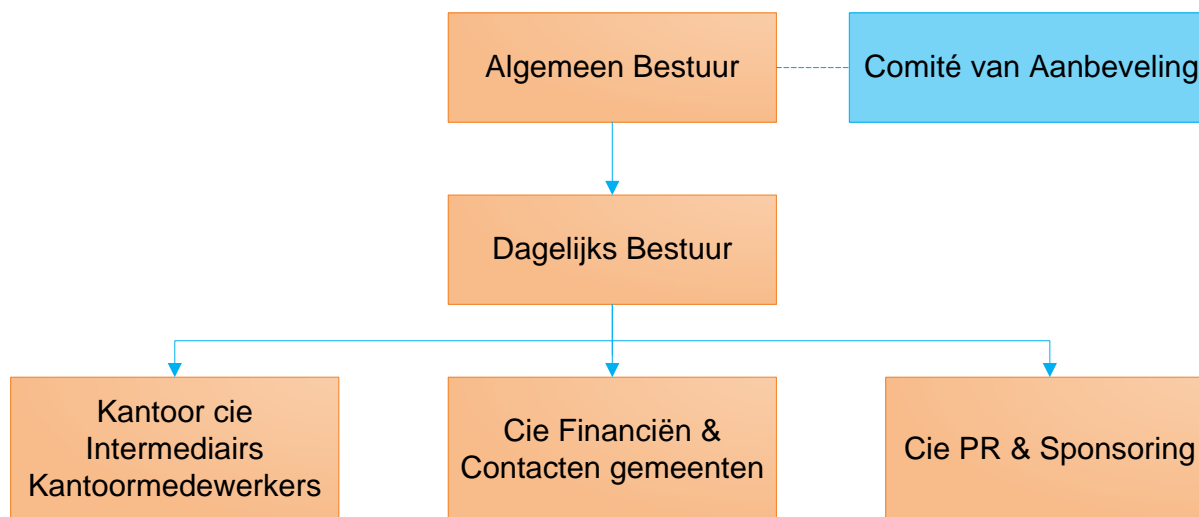 Algemeen Bestuur
Comité van Aanbeveling
Dagelijks Bestuur
Kantoor cie
Intermediairs
Kantoormedewerkers
Cie Financiën &
Contacten gemeenten
Cie PR & Sponsoring